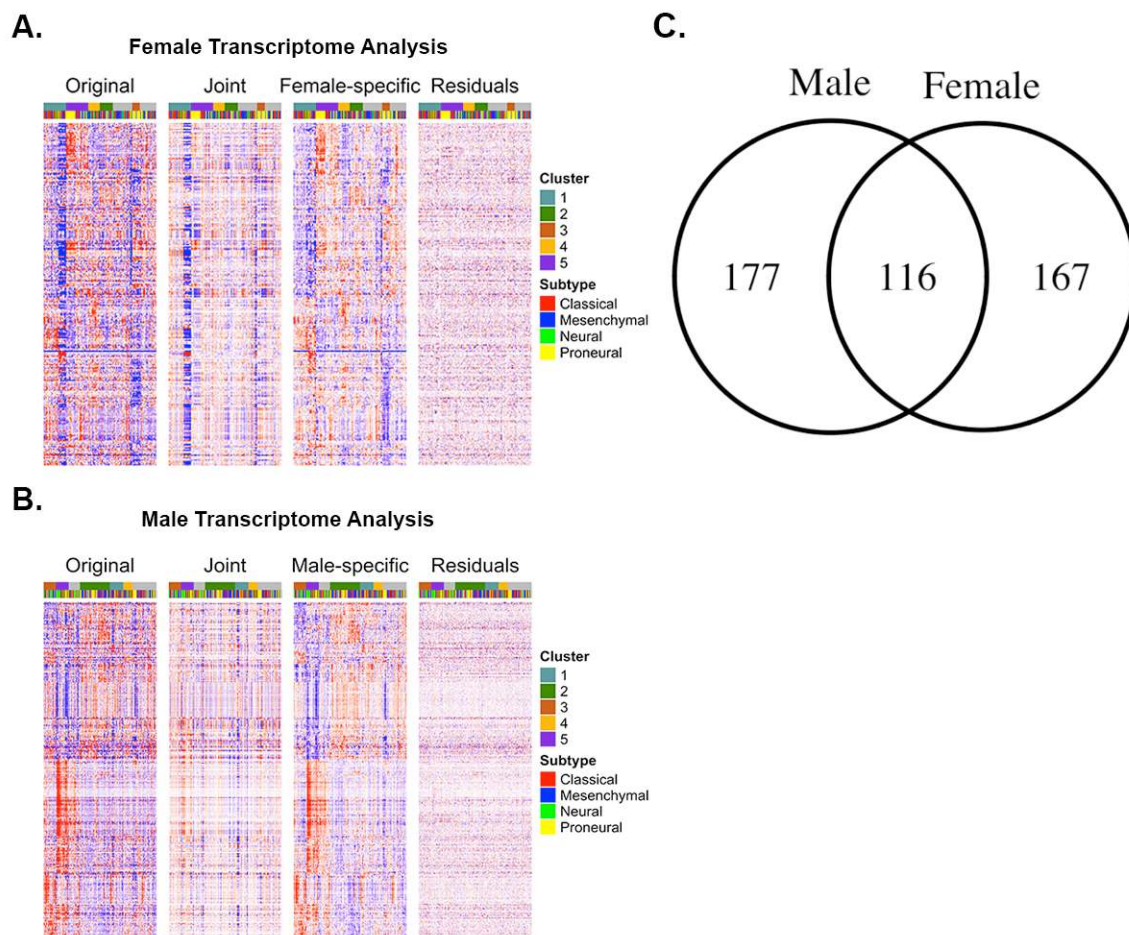 A.
Female Transcriptome Analysis
Original Joint Female-specific Residuals
Cluster
1
2
3
4
5
Subtype
Classical
Mesenchymal
Neural
Proneural
B.
Male Transcriptome Analysis
Original Joint Male-specific Residuals
Cluster
1
2
3
4
5
Subtype
Classical
Mesenchymal
Neural
Proneural
C.
Male Female
177 116 167